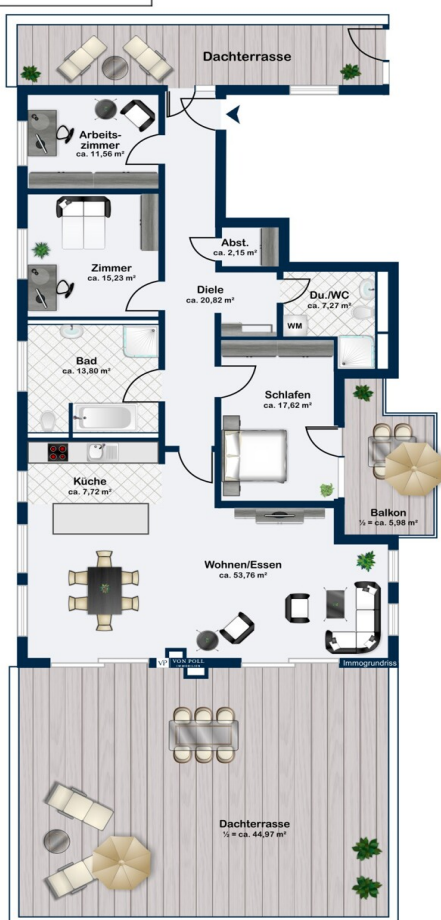 Dachterrasse
Arbeits-
zimmer
ca. 11,56 m²
Abst.
ca. 2,15 m²
Zimmer
ca. 15,23 m²
Diele
ca. 20,82 m²
Du./WC
ca. 7,27 m²
WM
Bad
ca. 13,80 m²
Schlafen
ca. 17,62 m²
Küche
ca. 7,72 m²
Balkon
½ = ca. 5,98 m²
Wohnen/Essen
ca. 53,76 m²
VP VON POLL
IMMOBILIEN
Immogrundriss
Dachterrasse
½ = ca. 44,97 m²